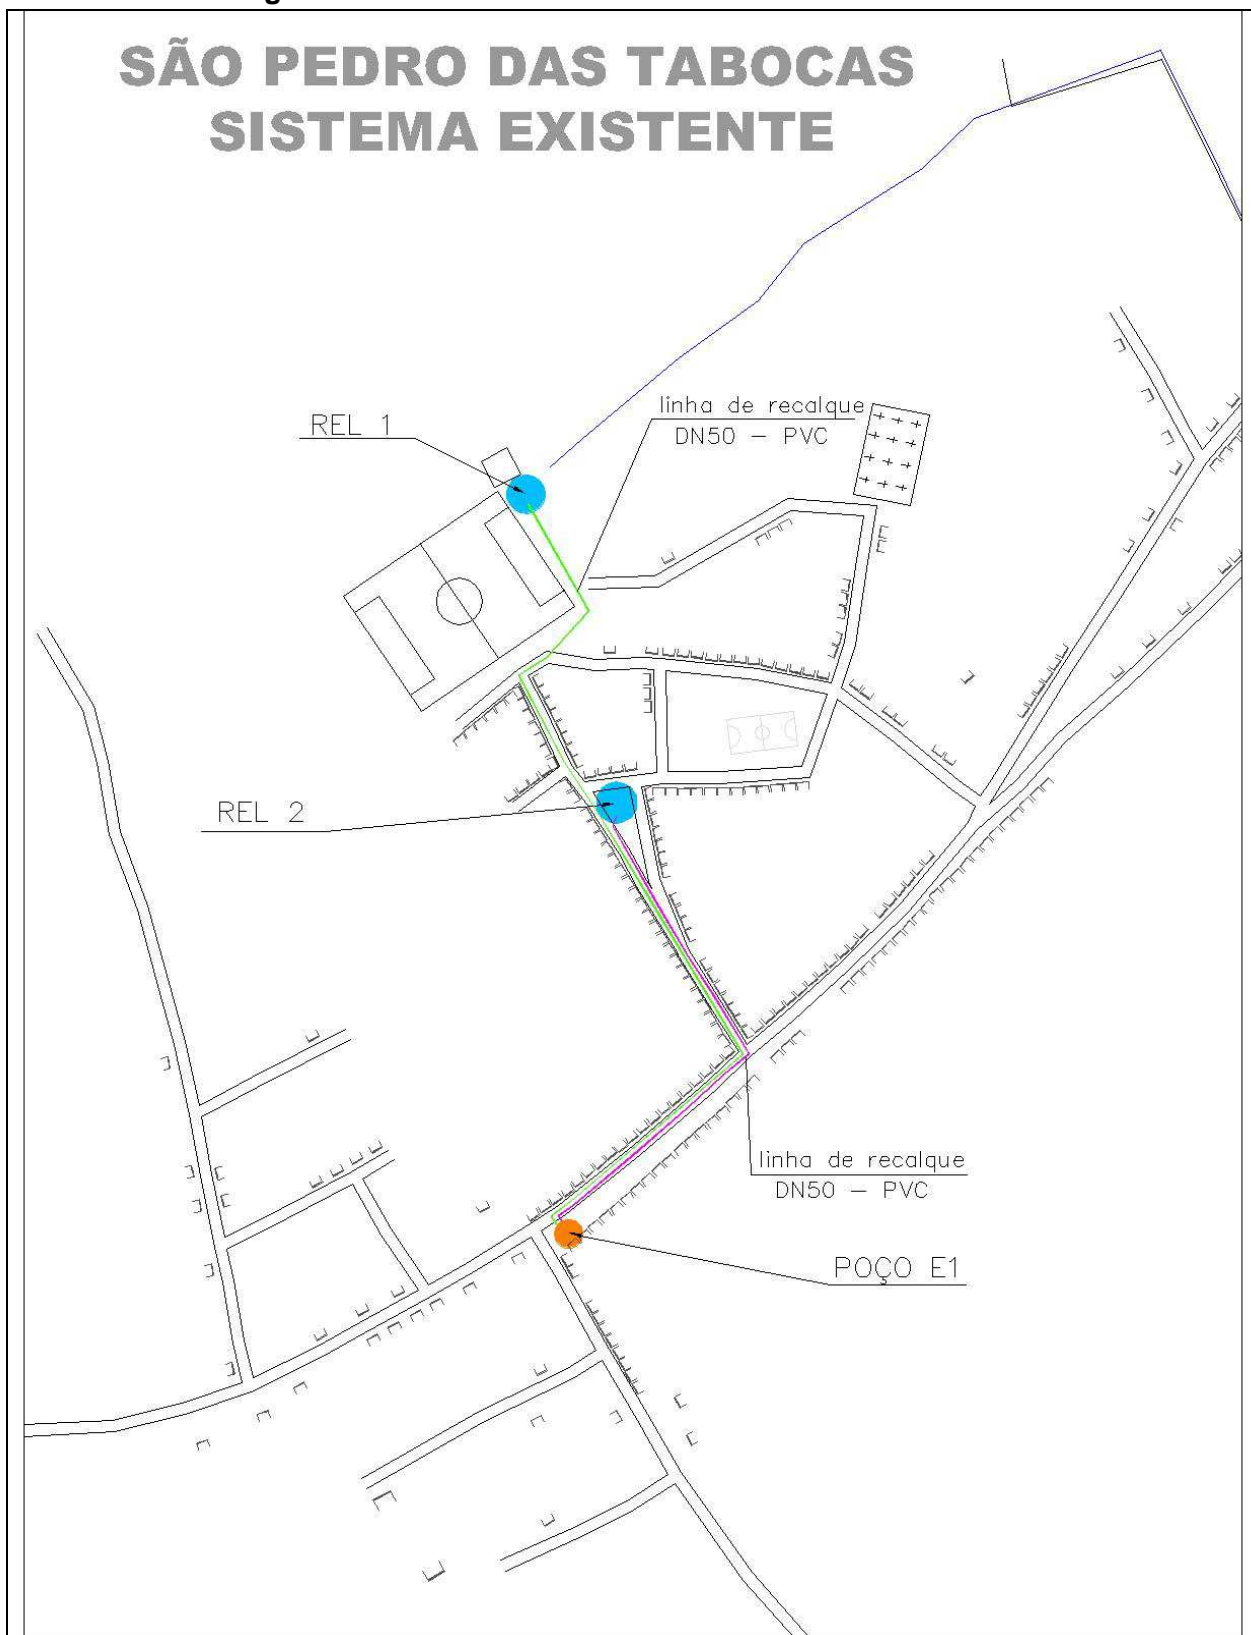 SÃO PEDRO DAS TABOCAS
SISTEMA EXISTENTE
linha de recalque
DN50 – PVC
REL 1
REL 2
linha de recalque
DN50 – PVC
POÇO E1